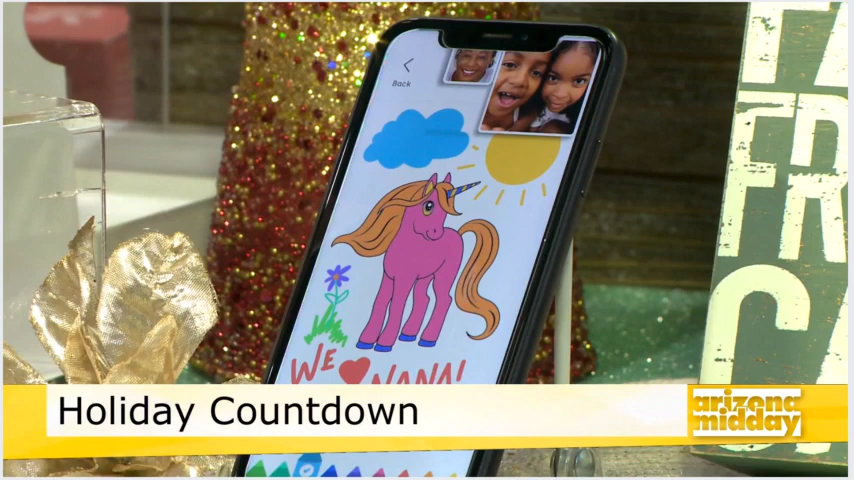 Back
WE ❤ NANA!
Holiday Countdown
arizona
midday